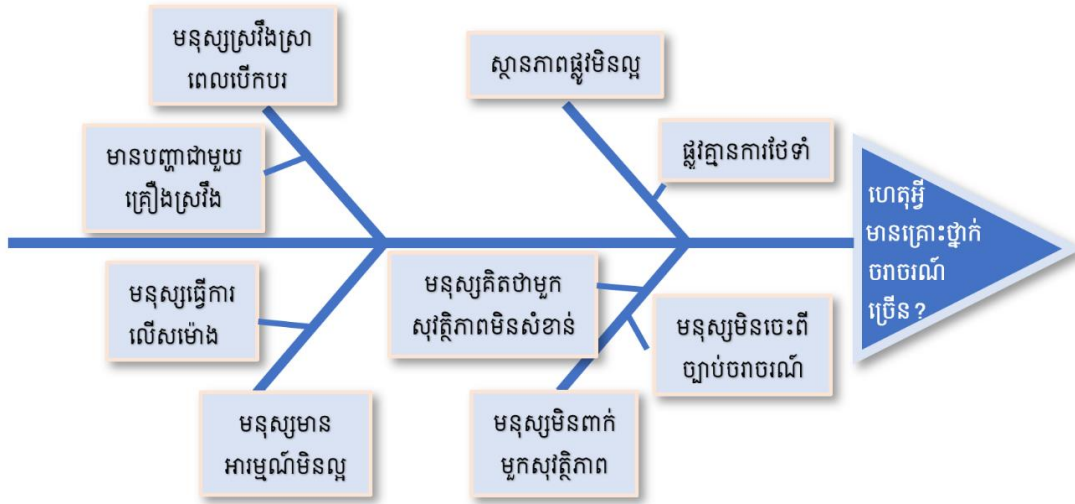 មនុស្សស្រវឹងស្រា
ពេលបើកបរ
ស្ថានភាពផ្លូវមិនល្អ
មានបញ្ហាជាមួយ
គ្រឿងស្រវឹង
ផ្លូវគ្មានការថែទាំ
ហេតុអ្វី
មានគ្រោះថ្នាក់
ចរាចរណ៍
ច្រើន?
មនុស្សធ្វើការ
លើសម៉ោង
មនុស្សគិតថាមួក
សុវត្ថិភាពមិនសំខាន់
មនុស្សមិនចេះពី
ច្បាប់ចរាចរណ៍
មនុស្សមាន
អារម្មណ៍មិនល្អ
មនុស្សមិនពាក់
មួកសុវត្ថិភាព